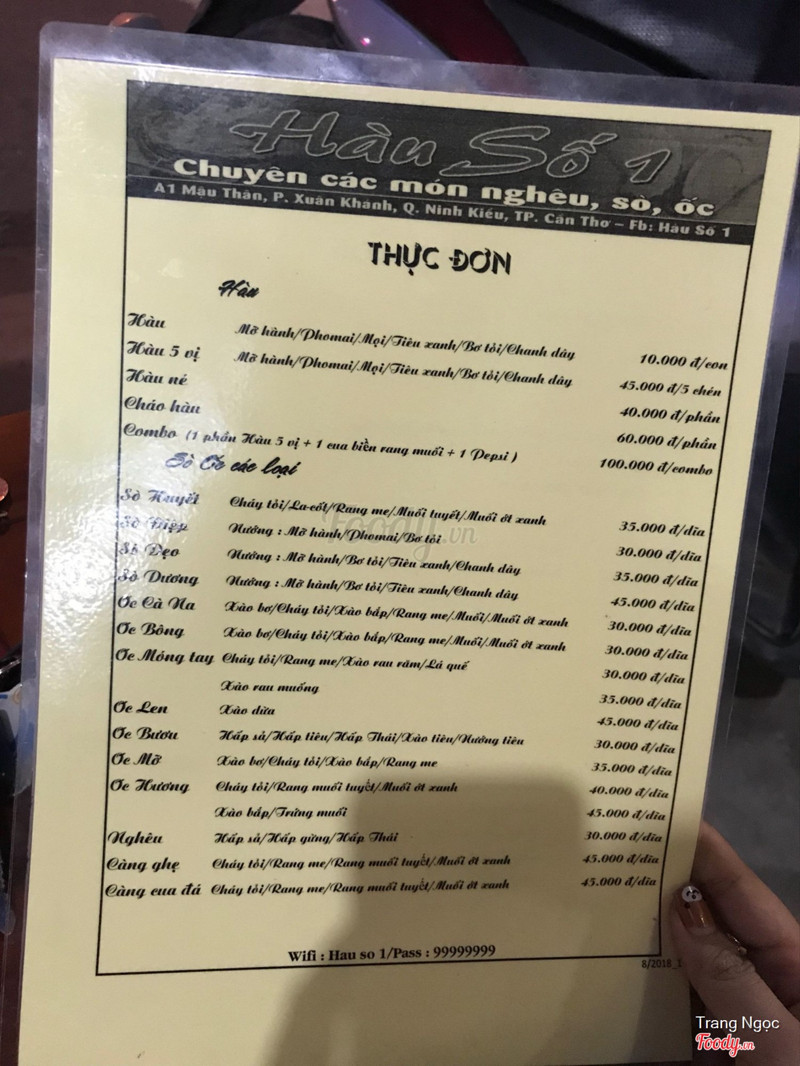 Hàu Số 1
Chuyên các món nghêu, sò, ốc
A1 Mậu Thân, P. Xuân Khánh, Q. Ninh Kiều, TP. Cần Thơ – Fb: Hàu Số 1
THỰC ĐƠN
Hàu
Hàu Mỡ hành/Phomai/Mọi/Tiêu xanh/Bơ tỏi/Chanh dây 10.000 đ/con
Hàu 5 vị Mỡ hành/Phomai/Mọi/Tiêu xanh/Bơ tỏi/Chanh dây 45.000 đ/5 chén
Hàu né 40.000 đ/phần
Cháo hàu 60.000 đ/phần
Combo (1 phần Hàu 5 vị + 1 cua biển rang muối + 1 Pepsi ) 100.000 đ/combo
Sò Ốc các loại
Sò Huyết Cháy tỏi/La-cốt/Rang me/Muối tuyết/Muối ớt xanh 35.000 đ/dĩa
Sò Điệp Nướng : Mỡ hành/Phomai/Bơ tỏi 30.000 đ/dĩa
Sò Dẹo Nướng : Mỡ hành/Bơ tỏi/Tiêu xanh/Chanh dây 35.000 đ/dĩa
Sò Dương Nướng : Mỡ hành/Bơ tỏi/Tiêu xanh/Chanh dây 45.000 đ/dĩa
Ốc Cà Na Xào bơ/Cháy tỏi/Xào bắp/Rang me/Muối/Muối ớt xanh 30.000 đ/dĩa
Ốc Bông Xào bơ/Cháy tỏi/Xào bắp/Rang me/Muối/Muối ớt xanh 30.000 đ/dĩa
Ốc Móng tay Cháy tỏi/Rang me/Xào rau răm/Lá quế 30.000 đ/dĩa
Xào rau muống 35.000 đ/dĩa
Ốc Len Xào dừa 45.000 đ/dĩa
Ốc Bươu Hấp sả/Hấp tiêu/Hấp Thái/Xào tiêu/Nướng tiêu 30.000 đ/dĩa
Ốc Mỡ Xào bơ/Cháy tỏi/Xào bắp/Rang me 35.000 đ/dĩa
Ốc Hương Cháy tỏi/Rang muối tuyết/Muối ớt xanh 40.000 đ/dĩa
Xào bắp/Trứng muối 45.000 đ/dĩa
Nghêu Hấp sả/Hấp gừng/Hấp Thái 30.000 đ/dĩa
Càng ghẹ Cháy tỏi/Rang me/Rang muối tuyết/Muối ớt xanh 45.000 đ/dĩa
Càng cua đá Cháy tỏi/Rang me/Rang muối tuyết/Muối ớt xanh 45.000 đ/dĩa
Wifi : Hau so 1/Pass : 99999999
8/2018_1
Foody.vn
Trang Ngọc
Foody.vn